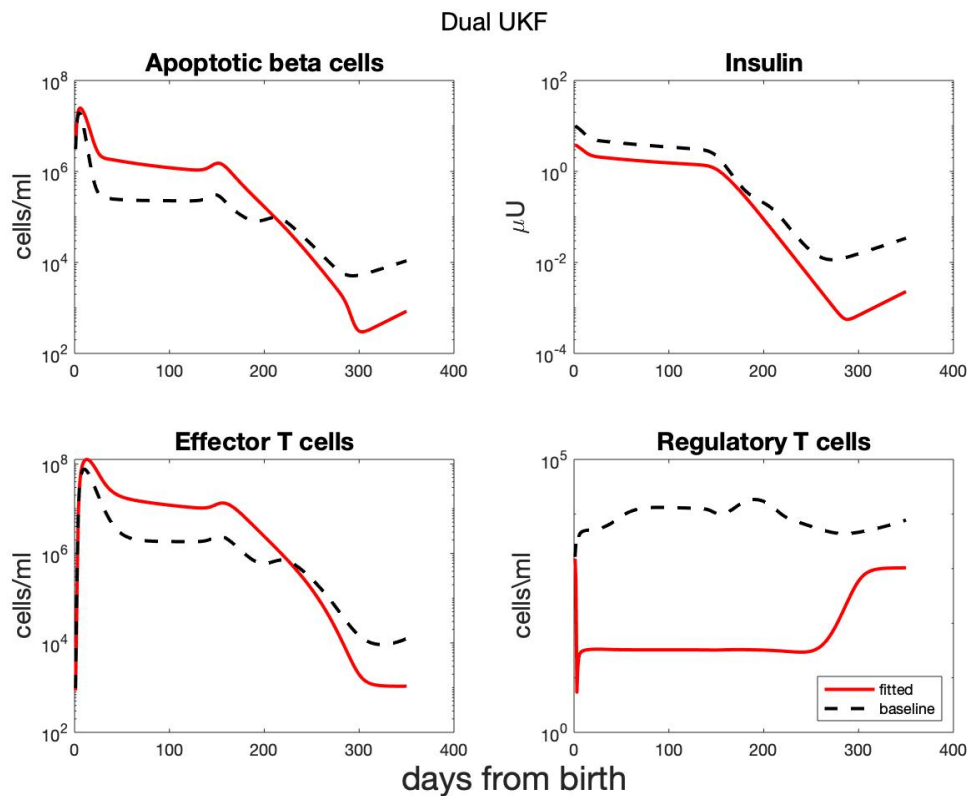 Dual UKF
Apoptotic beta cells
10^8
10^6
10^4
10^2
cells/ml
0 100 200 300 400
Insulin
10^2
10^0
10^-2
10^-4
μU
0 100 200 300 400
Effector T cells
10^8
10^6
10^4
10^2
cells/ml
0 100 200 300 400
Regulatory T cells
10^5
10^0
cells\ml
fitted
baseline
0 100 200 300 400
days from birth